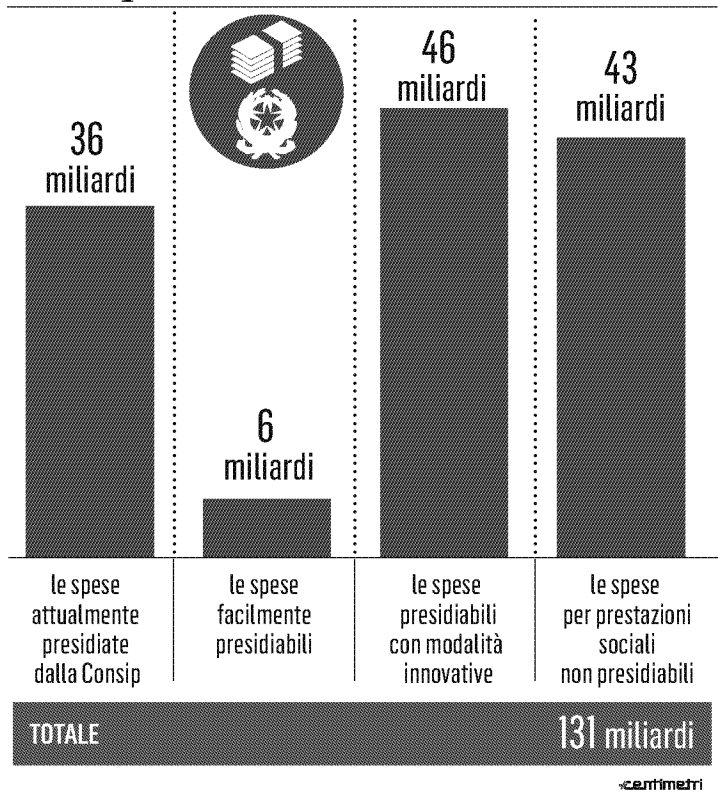 36
miliardi
6
miliardi
46
miliardi
43
miliardi
le spese
attualmente
presidiate
dalla Consip
le spese
facilmente
presidiabili
le spese
presidiabili
con modalità
innovative
le spese
per prestazioni
sociali
non presidiabili
TOTALE 131 miliardi
centimetri